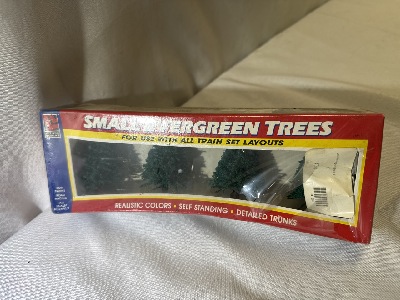 SMALL EVERGREEN TREES
FOR USE WITH ALL TRAIN SET LAYOUTS
REALISTIC COLORS • SELF STANDING • DETAILED TRUNKS